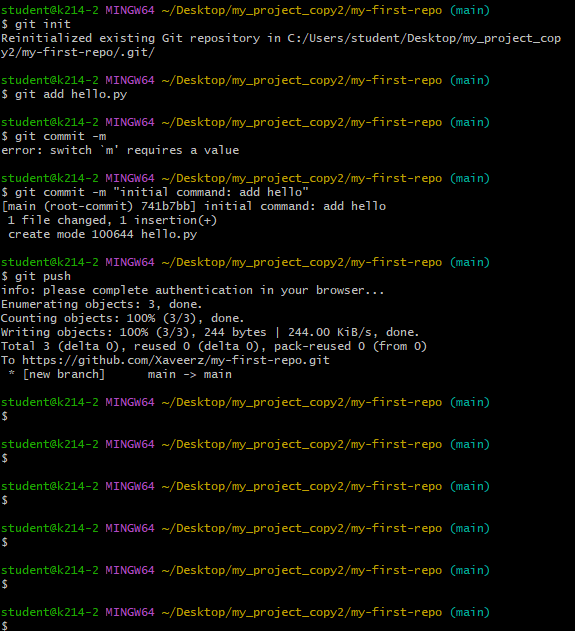 student@k214-2 MINGW64 ~/Desktop/my_project_copy2/my-first-repo (main)
$ git init
Reinitialized existing Git repository in C:/Users/student/Desktop/my_project_cop
y2/my-first-repo/.git/
student@k214-2 MINGW64 ~/Desktop/my_project_copy2/my-first-repo (main)
$ git add hello.py
student@k214-2 MINGW64 ~/Desktop/my_project_copy2/my-first-repo (main)
$ git commit -m
error: switch `m' requires a value
student@k214-2 MINGW64 ~/Desktop/my_project_copy2/my-first-repo (main)
$ git commit -m "initial command: add hello"
[main (root-commit) 741b7bb] initial command: add hello
 1 file changed, 1 insertion(+)
 create mode 100644 hello.py
student@k214-2 MINGW64 ~/Desktop/my_project_copy2/my-first-repo (main)
$ git push
info: please complete authentication in your browser...
Enumerating objects: 3, done.
Counting objects: 100% (3/3), done.
Writing objects: 100% (3/3), 244 bytes | 244.00 KiB/s, done.
Total 3 (delta 0), reused 0 (delta 0), pack-reused 0 (from 0)
To https://github.com/Xaveerz/my-first-repo.git
 * [new branch]      main -> main
student@k214-2 MINGW64 ~/Desktop/my_project_copy2/my-first-repo (main)
$
student@k214-2 MINGW64 ~/Desktop/my_project_copy2/my-first-repo (main)
$
student@k214-2 MINGW64 ~/Desktop/my_project_copy2/my-first-repo (main)
$
student@k214-2 MINGW64 ~/Desktop/my_project_copy2/my-first-repo (main)
$
student@k214-2 MINGW64 ~/Desktop/my_project_copy2/my-first-repo (main)
$
student@k214-2 MINGW64 ~/Desktop/my_project_copy2/my-first-repo (main)
$